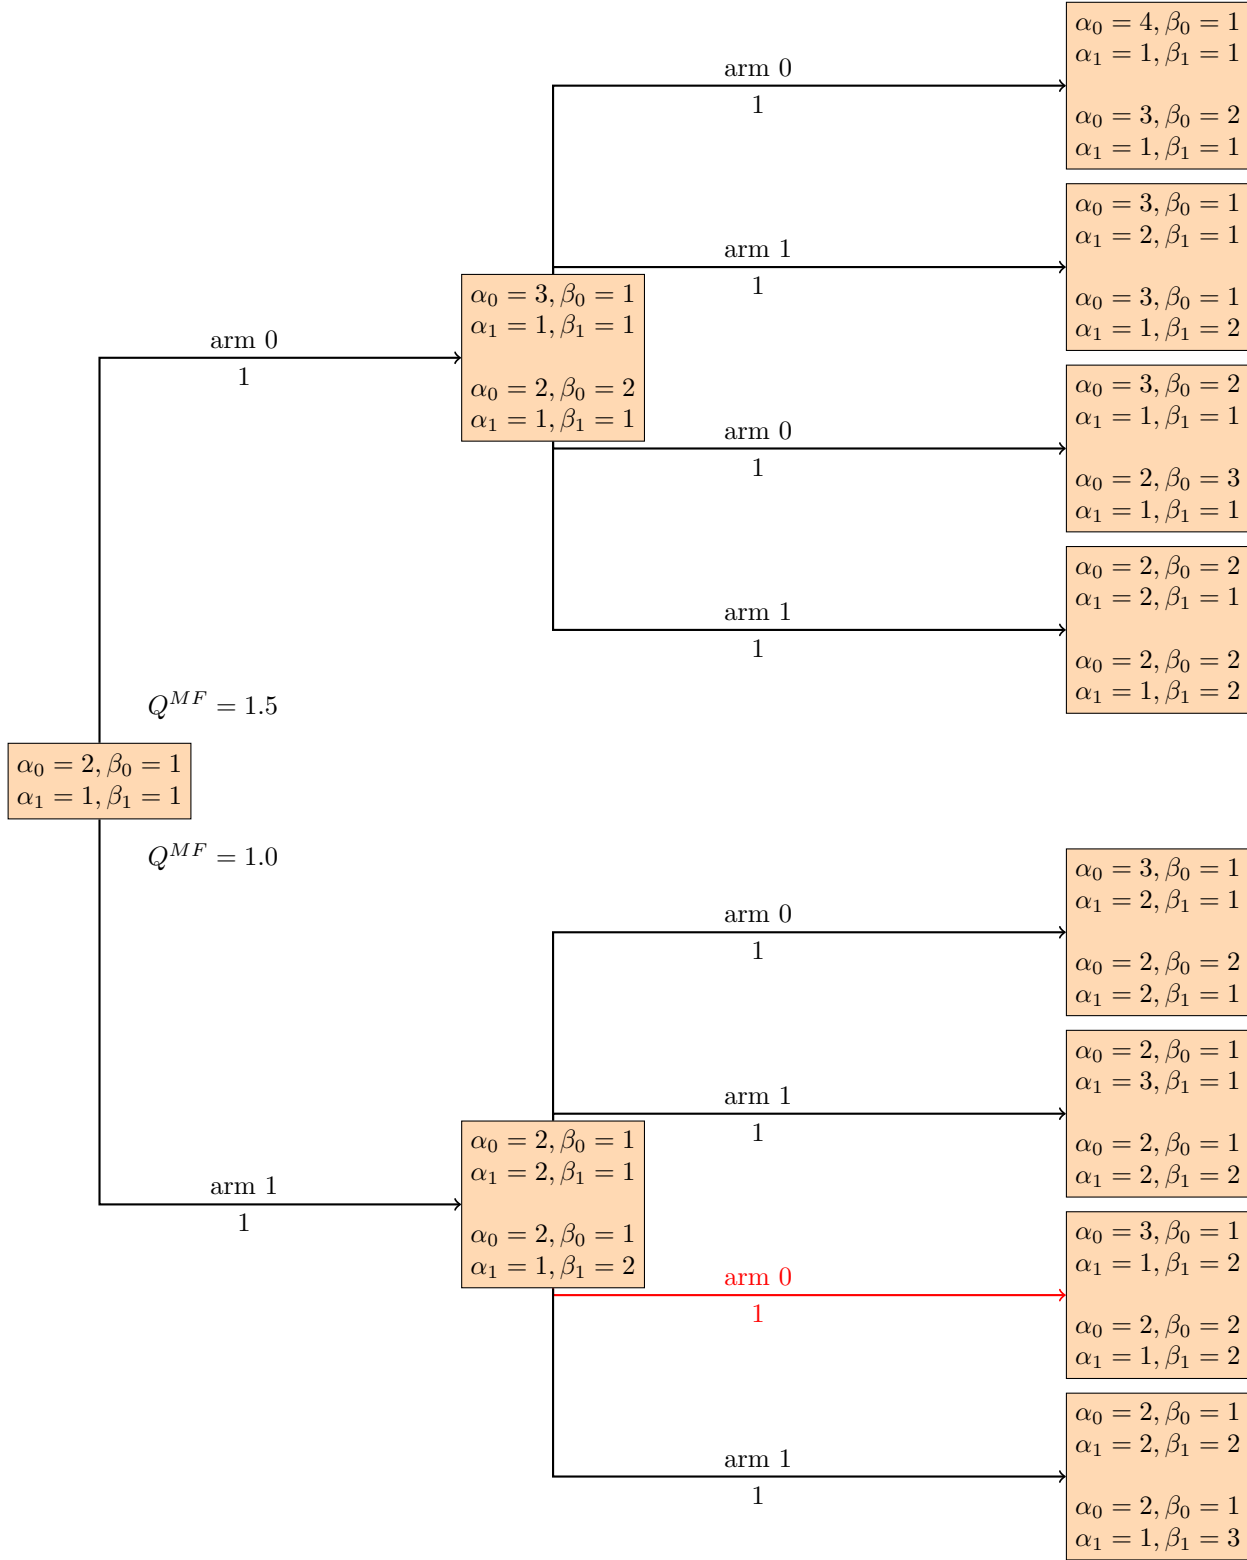 α₀ = 4, β₀ = 1
α₁ = 1, β₁ = 1
α₀ = 3, β₀ = 2
α₁ = 1, β₁ = 1
arm 0
1
α₀ = 3, β₀ = 1
α₁ = 2, β₁ = 1
α₀ = 3, β₀ = 1
α₁ = 1, β₁ = 2
arm 1
1
α₀ = 3, β₀ = 1
α₁ = 1, β₁ = 1
α₀ = 2, β₀ = 2
α₁ = 1, β₁ = 1
arm 0
1
α₀ = 3, β₀ = 2
α₁ = 1, β₁ = 1
α₀ = 2, β₀ = 3
α₁ = 1, β₁ = 1
arm 0
1
α₀ = 2, β₀ = 2
α₁ = 2, β₁ = 1
α₀ = 2, β₀ = 2
α₁ = 1, β₁ = 2
arm 1
1
Q^{MF} = 1.5
α₀ = 2, β₀ = 1
α₁ = 1, β₁ = 1
Q^{MF} = 1.0
α₀ = 3, β₀ = 1
α₁ = 2, β₁ = 1
α₀ = 2, β₀ = 2
α₁ = 2, β₁ = 1
arm 0
1
α₀ = 2, β₀ = 1
α₁ = 3, β₁ = 1
α₀ = 2, β₀ = 1
α₁ = 2, β₁ = 2
arm 1
1
α₀ = 2, β₀ = 1
α₁ = 2, β₁ = 1
α₀ = 2, β₀ = 1
α₁ = 1, β₁ = 2
arm 1
1
α₀ = 3, β₀ = 1
α₁ = 1, β₁ = 2
α₀ = 2, β₀ = 2
α₁ = 1, β₁ = 2
arm 0
1
α₀ = 2, β₀ = 1
α₁ = 2, β₁ = 2
α₀ = 2, β₀ = 1
α₁ = 1, β₁ = 3
arm 1
1